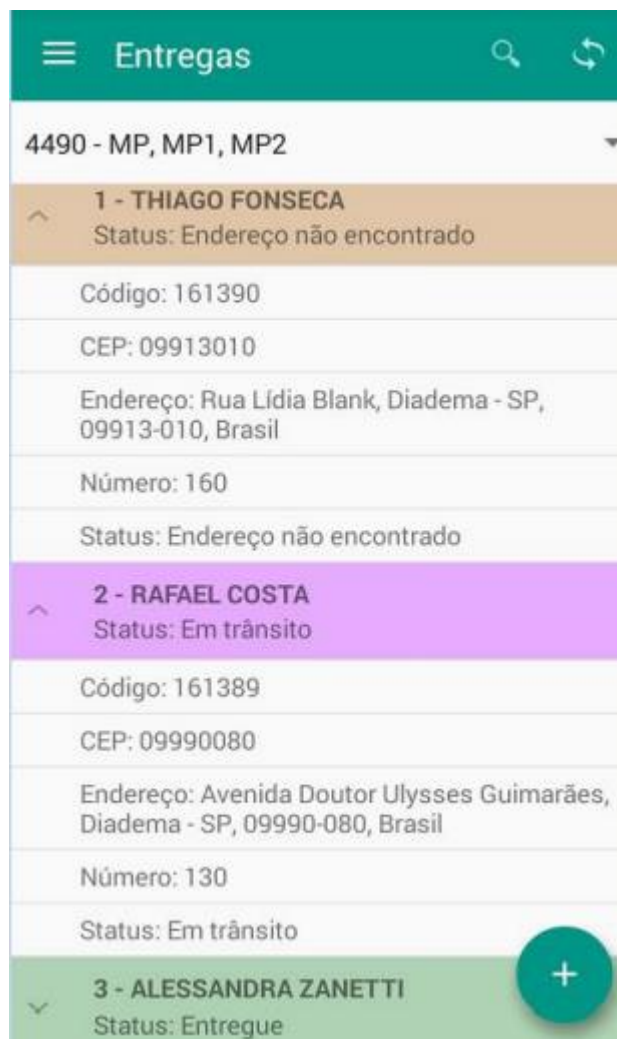 Entregas
4490 - MP, MP1, MP2
1 - THIAGO FONSECA
Status: Endereço não encontrado
Código: 161390
CEP: 09913010
Endereço: Rua Lídia Blank, Diadema - SP,
09913-010, Brasil
Número: 160
Status: Endereço não encontrado
2 - RAFAEL COSTA
Status: Em trânsito
Código: 161389
CEP: 09990080
Endereço: Avenida Doutor Ulysses Guimarães,
Diadema - SP, 09990-080, Brasil
Número: 130
Status: Em trânsito
3 - ALESSANDRA ZANETTI
Status: Entregue